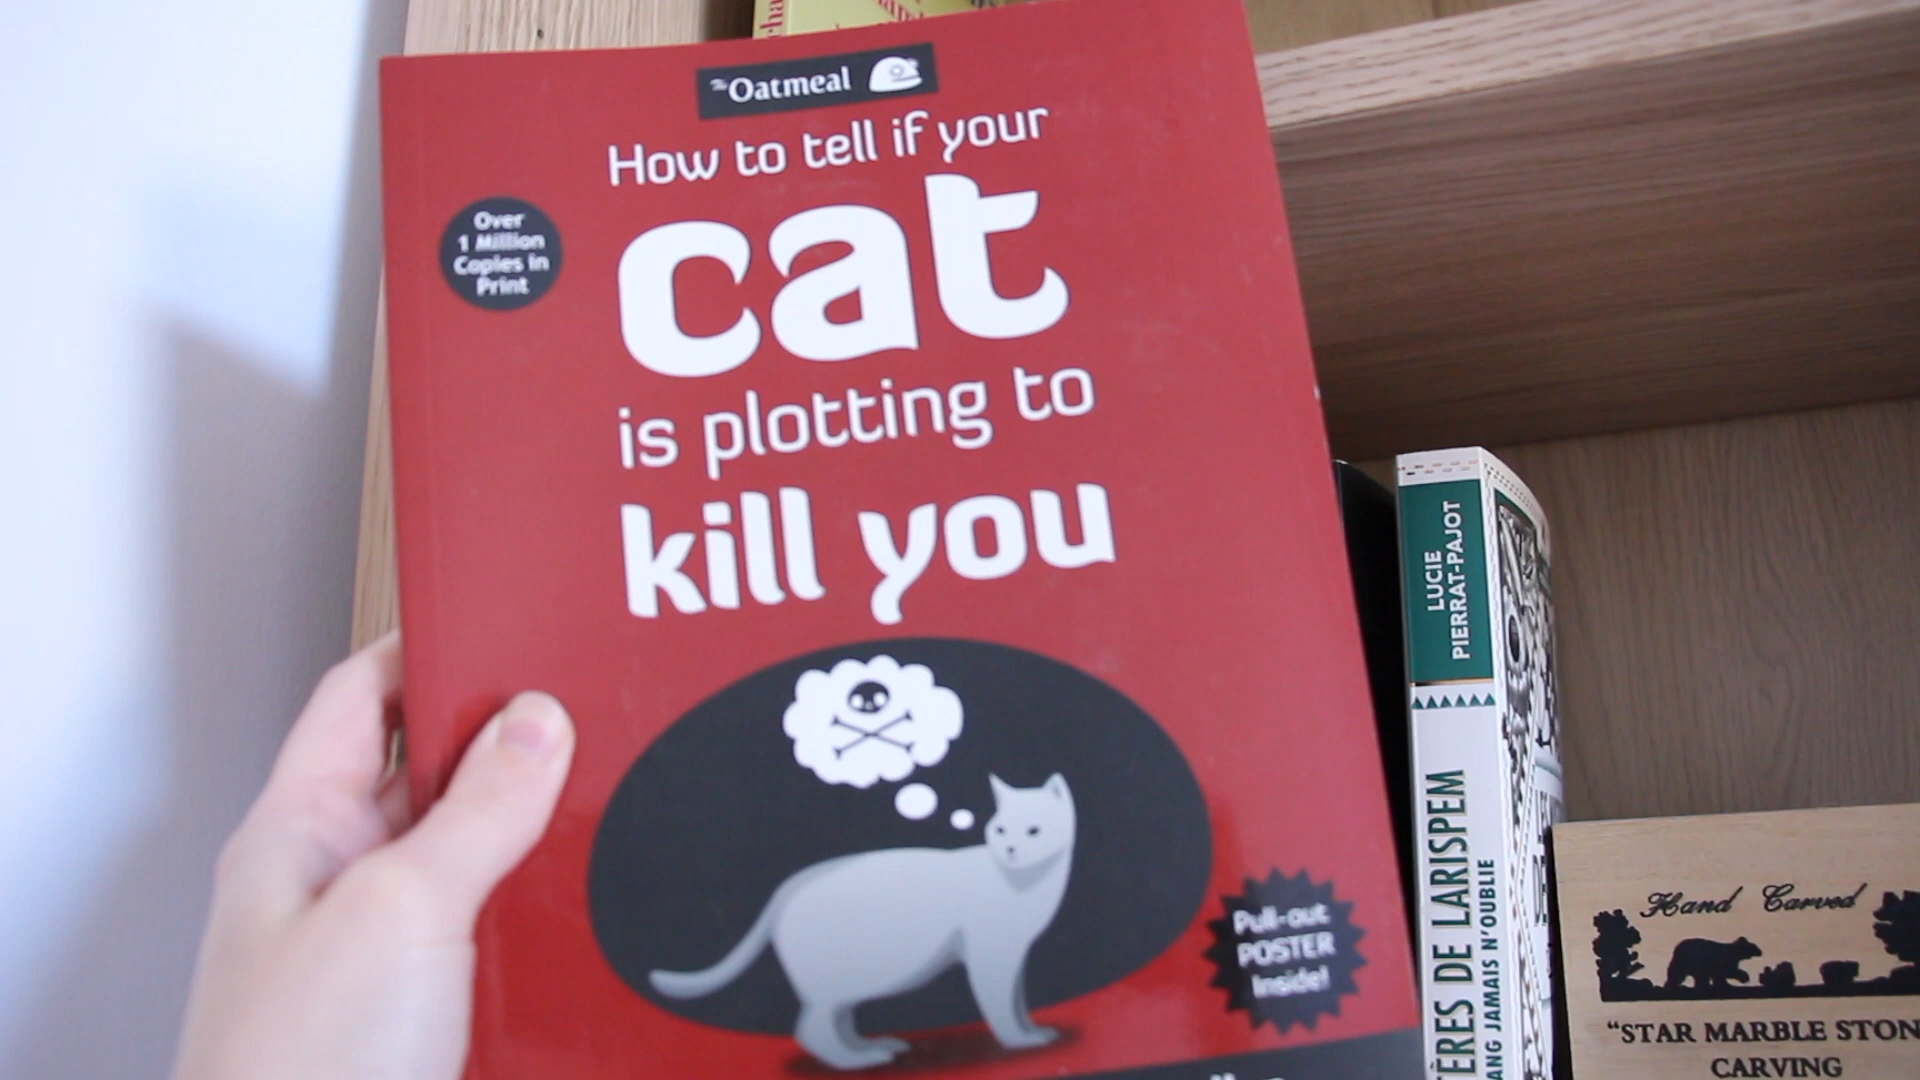 The Oatmeal
How to tell if your
cat
is plotting to
kill you
Over
1 Million
Copies in
Print
Pull-out
POSTER
Inside!
LUCIE
PIERRAT-PAJOT
TÈRES DE LARISPEM
ANG JAMAIS N'OUBLIE
Hand Carved
"STAR MARBLE STON
CARVING